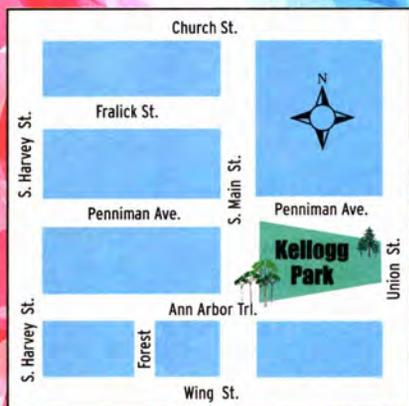 Church St.
N
Fralick St.
S. Harvey St.
S. Main St.
Penniman Ave.
Penniman Ave.
Kellogg
Park
Union St.
Ann Arbor Trl.
S. Harvey St.
Forest
Wing St.